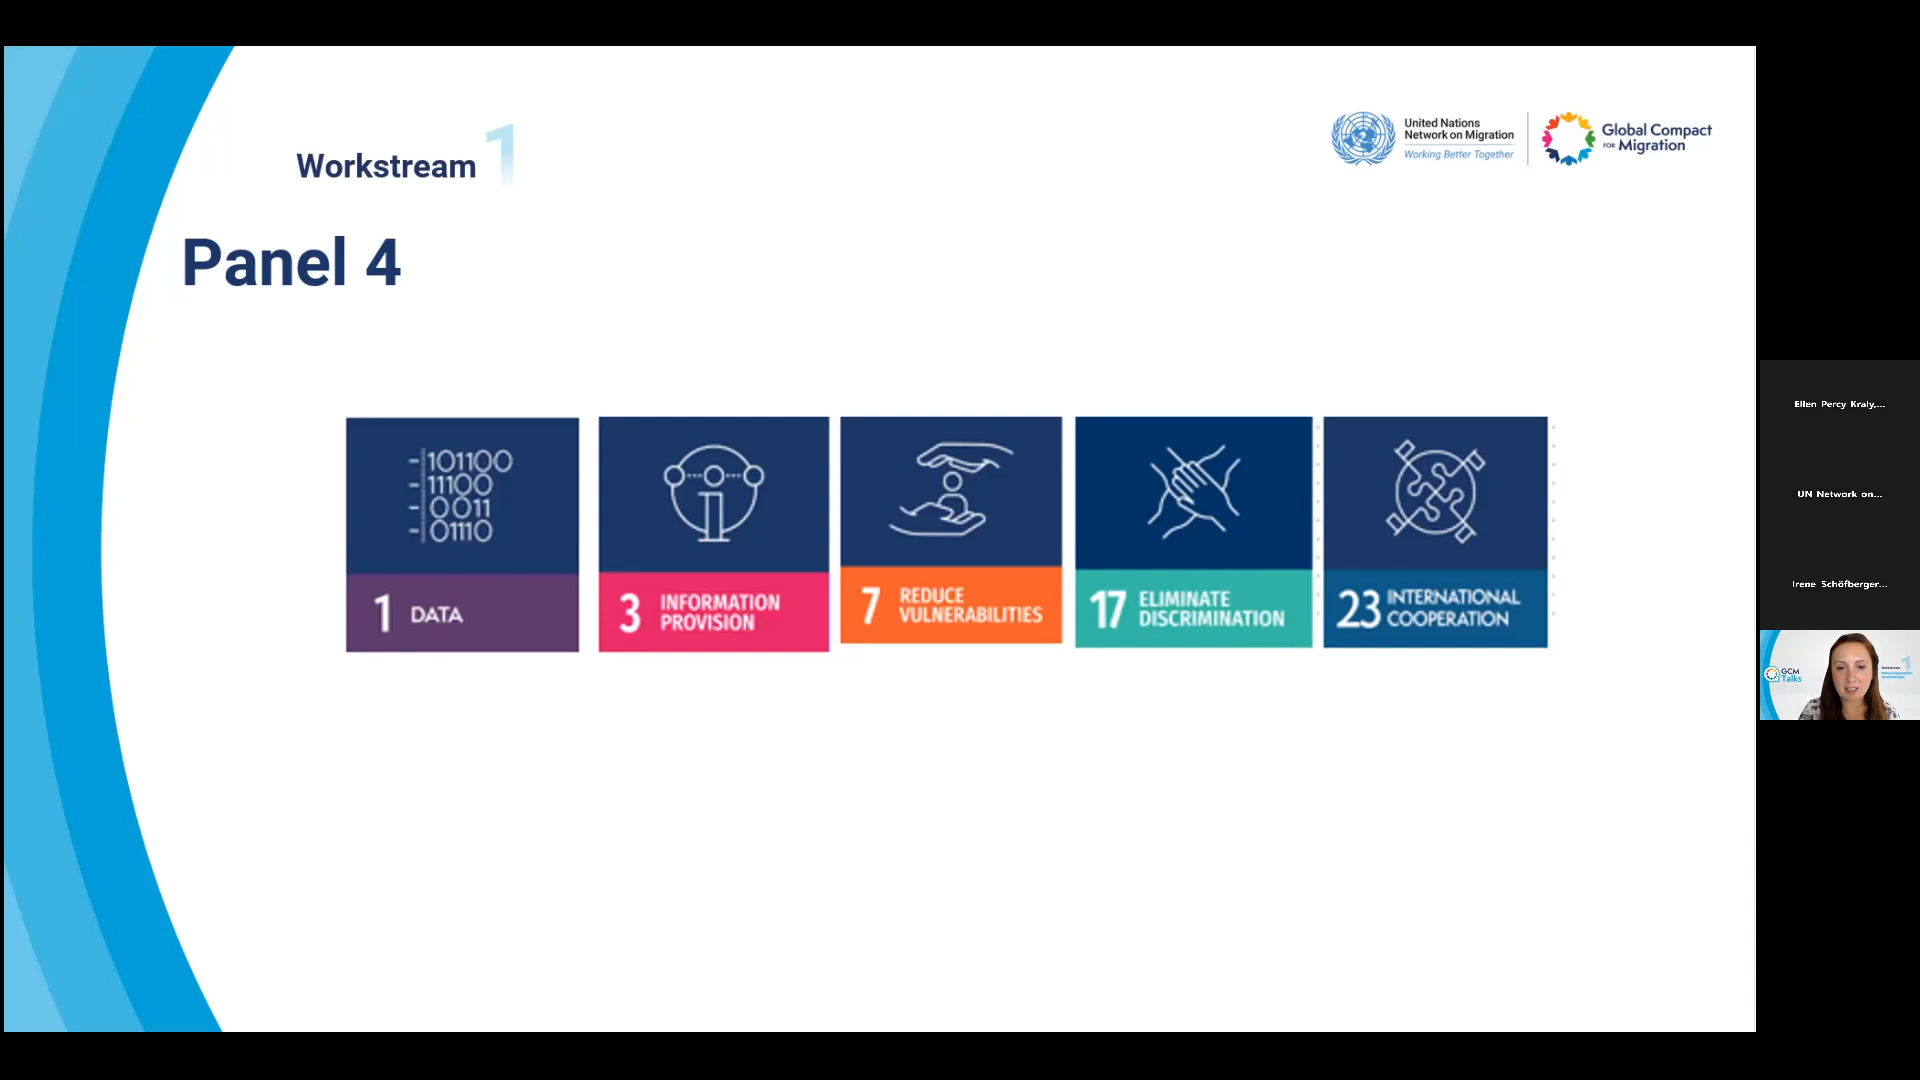 Workstream 1
United Nations
Network on Migration
Working Better Together
Global Compact
FOR Migration
Panel 4
101100
11100
0011
01110
1 DATA
3 INFORMATION
PROVISION
7 REDUCE
VULNERABILITIES
17 ELIMINATE
DISCRIMINATION
23 INTERNATIONAL
COOPERATION
Ellen Percy Kraly,...
UN Network on...
Irene Schöfberger...
GCM
Talks
Workstream 1